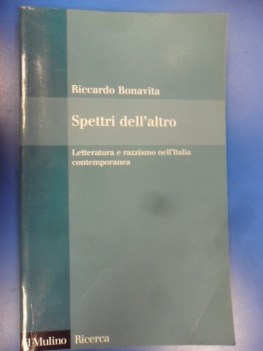 Riccardo Bonavita
Spettri dell'altro
Letteratura e razzismo nell'Italia
contemporanea
il Mulino Ricerca